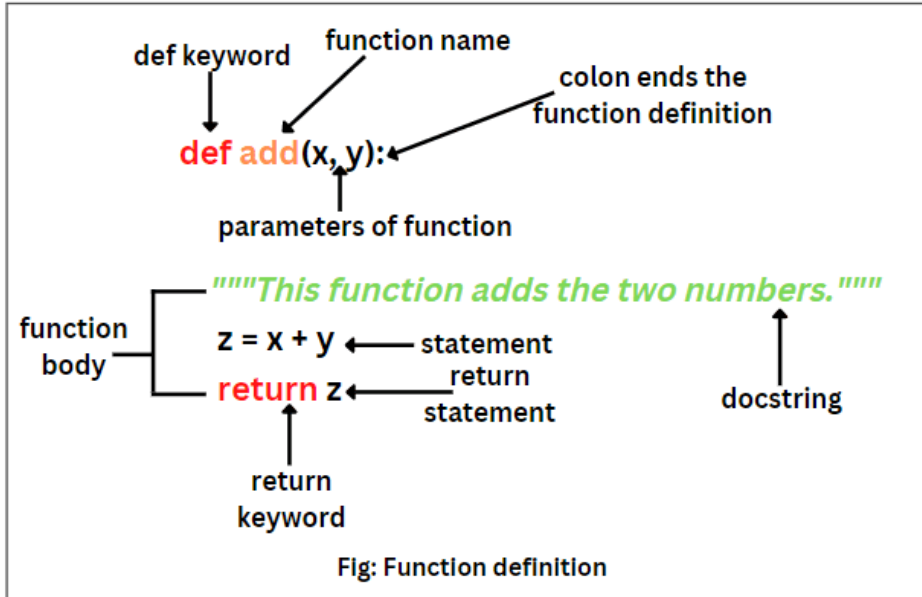 def keyword
function name
colon ends the
function definition
def add(x, y):
parameters of function
"""This function adds the two numbers."""
function
body
z = x + y
statement
return z
return
statement
docstring
return
keyword
Fig: Function definition